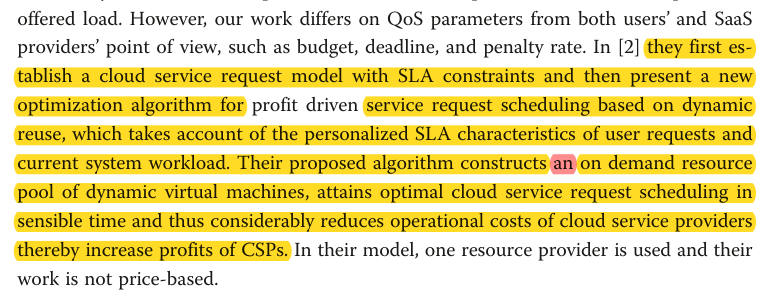 offered load. However, our work differs on QoS parameters from both users’ and SaaS
providers’ point of view, such as budget, deadline, and penalty rate. In [2] they first es-
tablish a cloud service request model with SLA constraints and then present a new
optimization algorithm for profit driven service request scheduling based on dynamic
reuse, which takes account of the personalized SLA characteristics of user requests and
current system workload. Their proposed algorithm constructs an on demand resource
pool of dynamic virtual machines, attains optimal cloud service request scheduling in
sensible time and thus considerably reduces operational costs of cloud service providers
thereby increase profits of CSPs. In their model, one resource provider is used and their
work is not price-based.